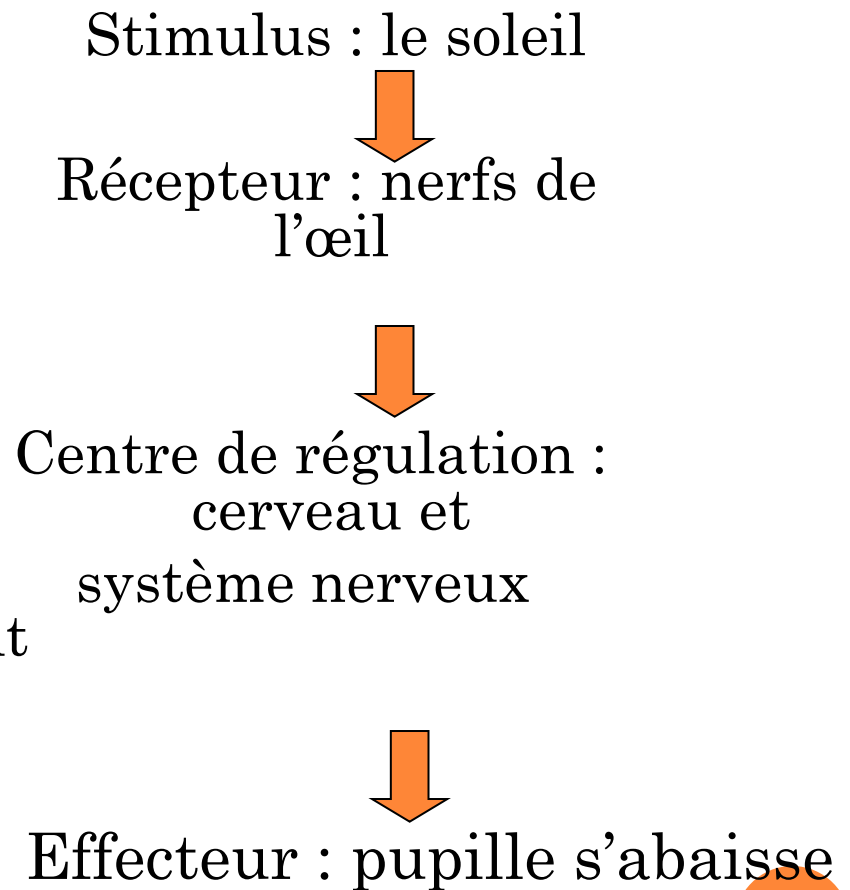 Stimulus : le soleil
Récepteur : nerfs de
l’œil
Centre de régulation :
cerveau et
système nerveux
Effecteur : pupille s’abaisse